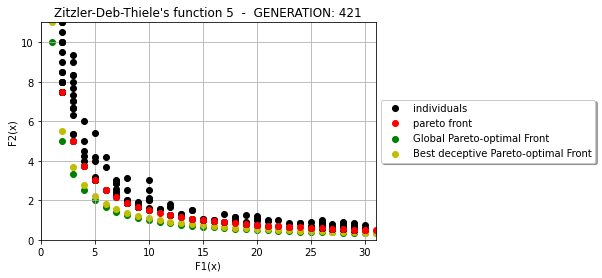 Zitzler-Deb-Thiele's function 5 - GENERATION: 421
F2(x)
10
8
6
4
2
0
0 5 10 15 20 25 30
F1(x)
individuals
pareto front
Global Pareto-optimal Front
Best deceptive Pareto-optimal Front